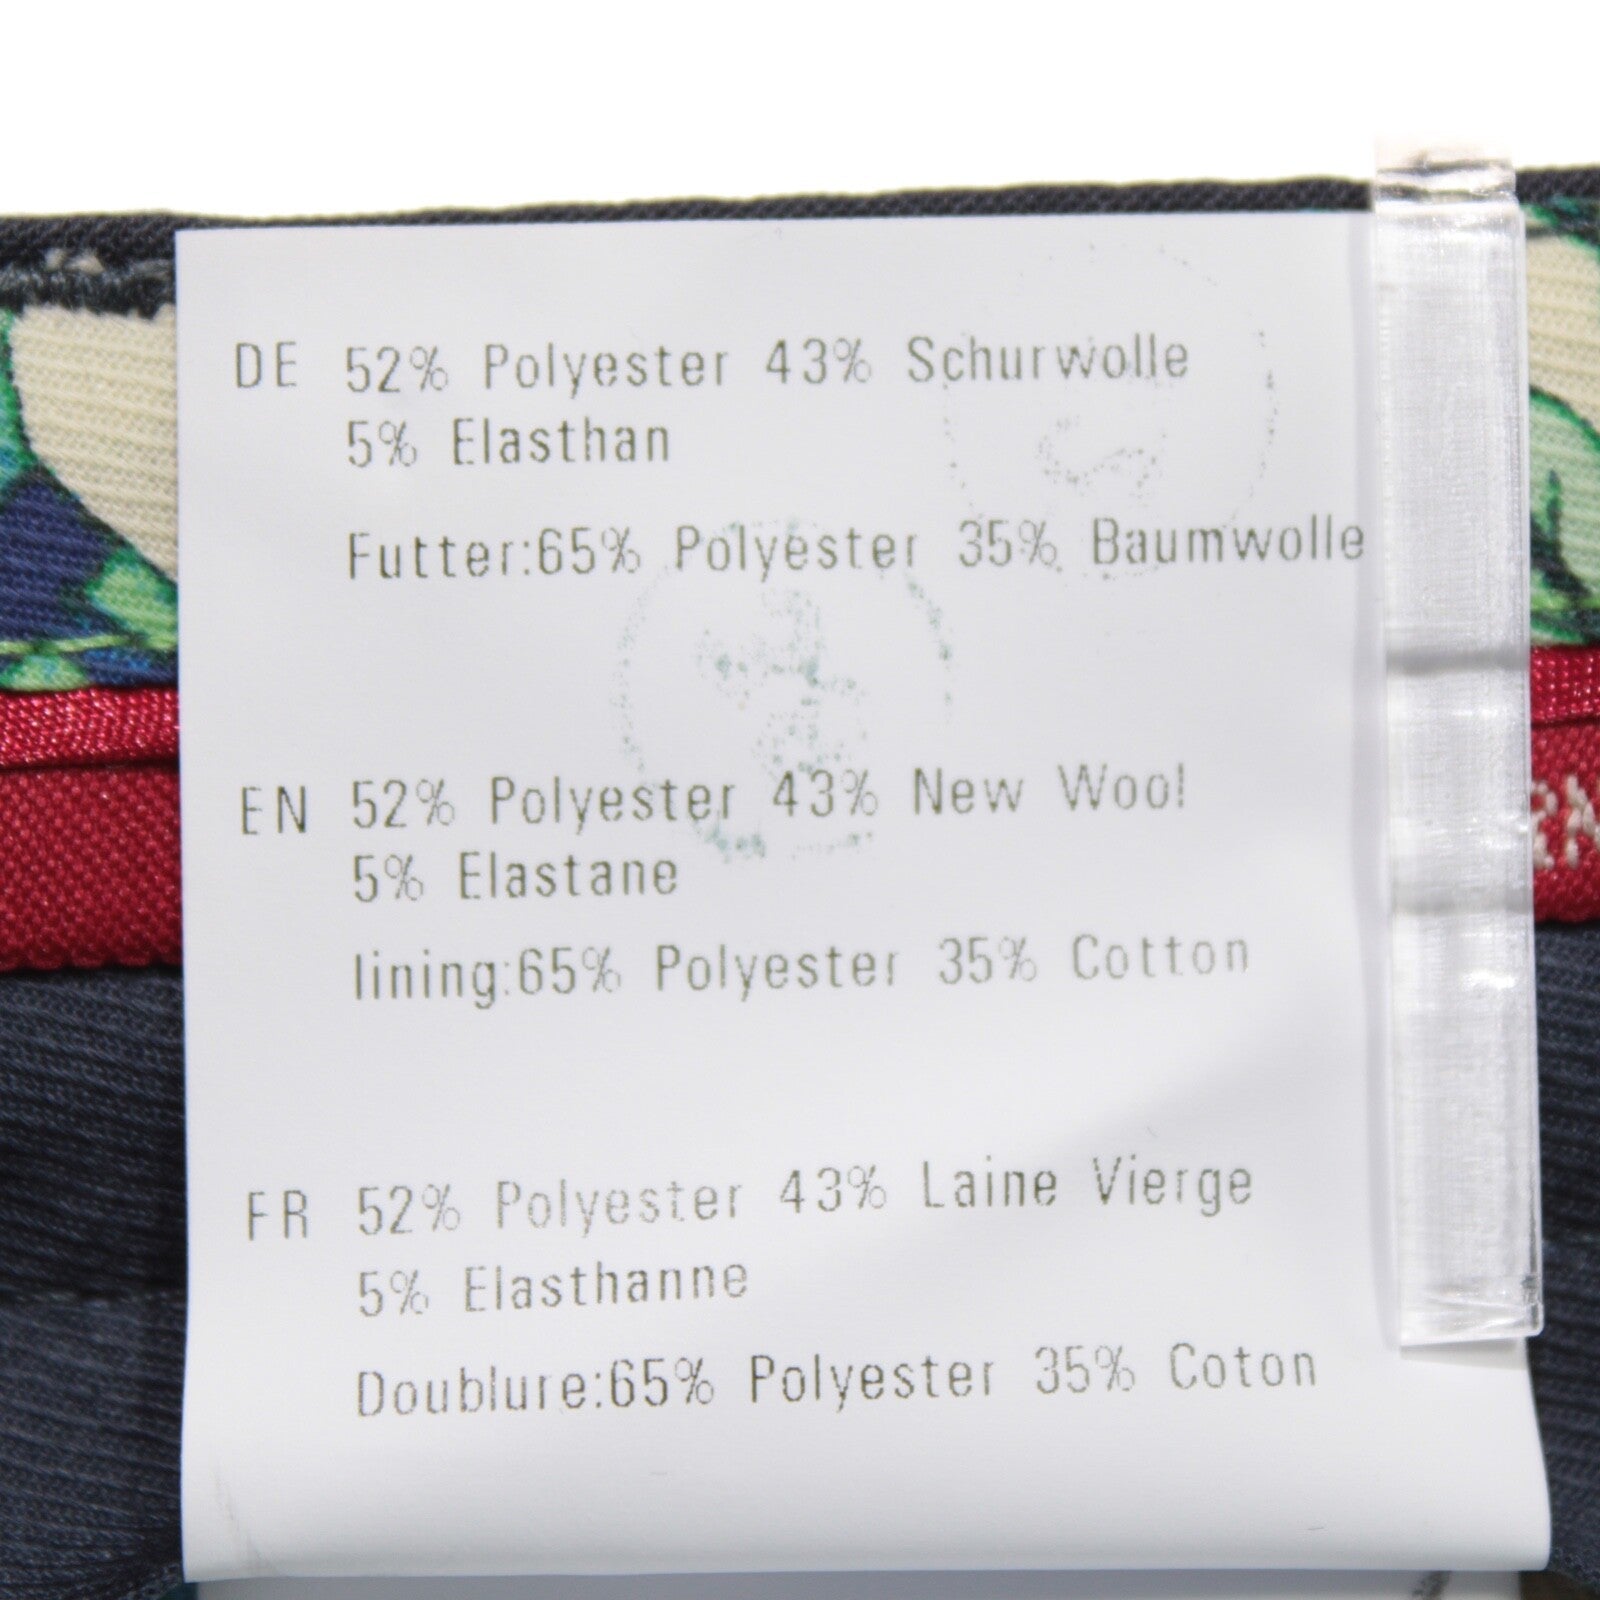 DE 52% Polyester 43% Schurwolle
5% Elasthan
Futter:65% Polyester 35% Baumwolle
EN 52% Polyester 43% New Wool
5% Elastane
lining:65% Polyester 35% Cotton
FR 52% Polyester 43% Laine Vierge
5% Elasthanne
Doublure:65% Polyester 35% Coton